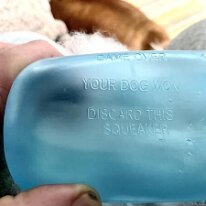 GAME OVER
YOUR DOG WON
DISCARD THIS
SQUEAKER